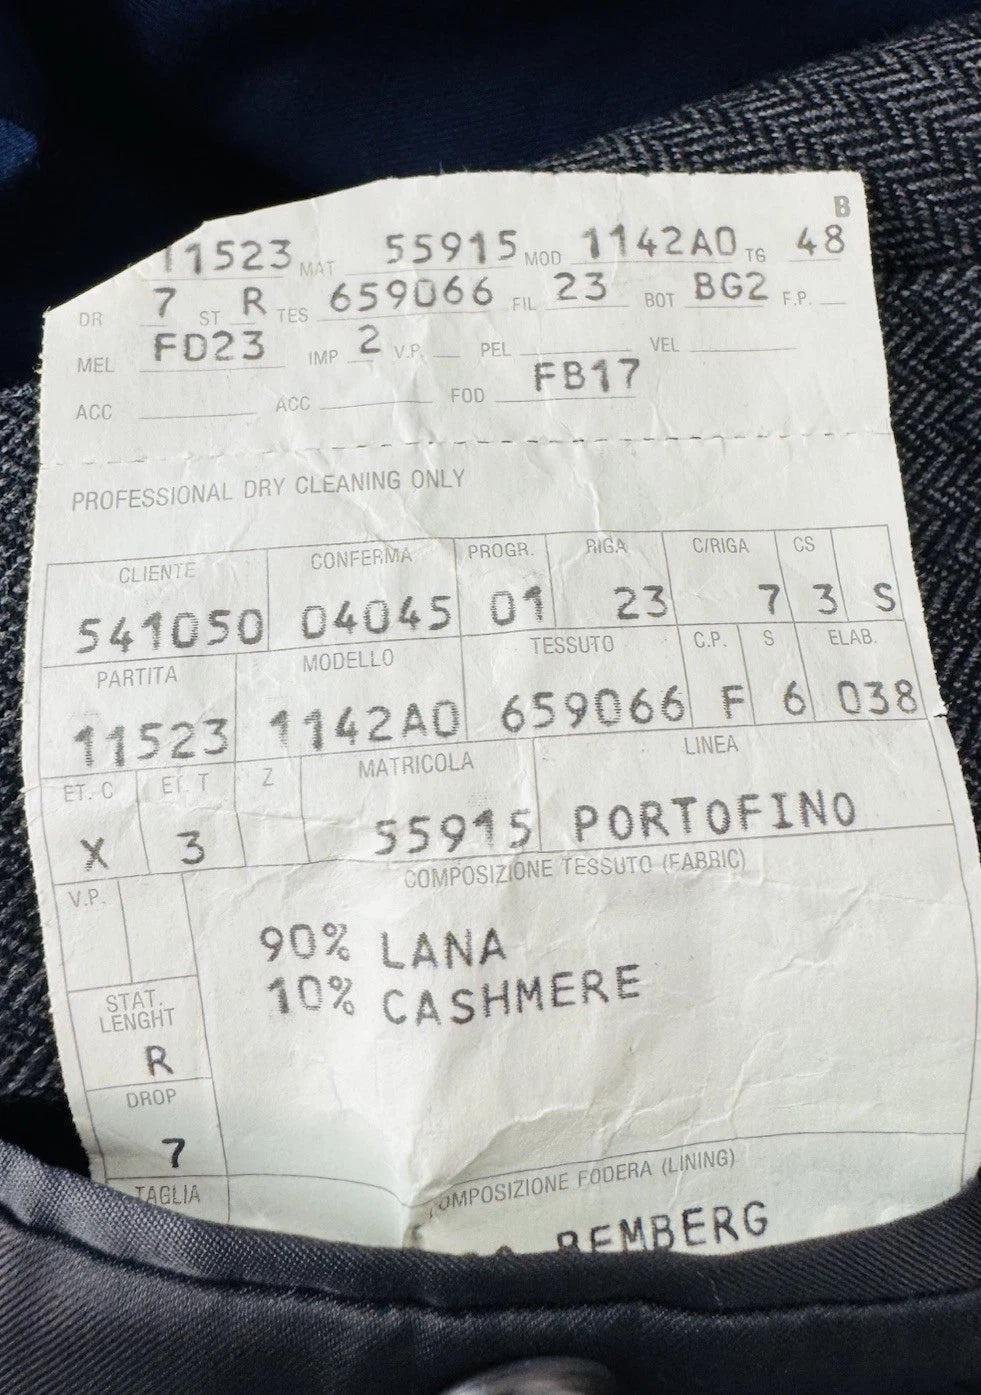 B
11523 MAT 55915 MOD 1142A0 TG 48
DR 7 ST R TES 659066 FIL 23 BOT BG2 F.P.
MEL FD23 IMP 2 V.P. PEL VEL
ACC ACC FOD FB17
PROFESSIONAL DRY CLEANING ONLY
CLIENTE CONFERMA PROGR. RIGA C/RIGA CS
541050 04045 01 23 7 3 S
PARTITA MODELLO TESSUTO C.P. S ELAB.
11523 1142A0 659066 F 6 038
ET. C ET. T Z MATRICOLA LINEA
X 3 55915 PORTOFINO
V.P. COMPOSIZIONE TESSUTO (FABRIC)
90% LANA
10% CASHMERE
STAT.
LENGHT
R
DROP
7
TAGLIA COMPOSIZIONE FODERA (LINING)
BEMBERG